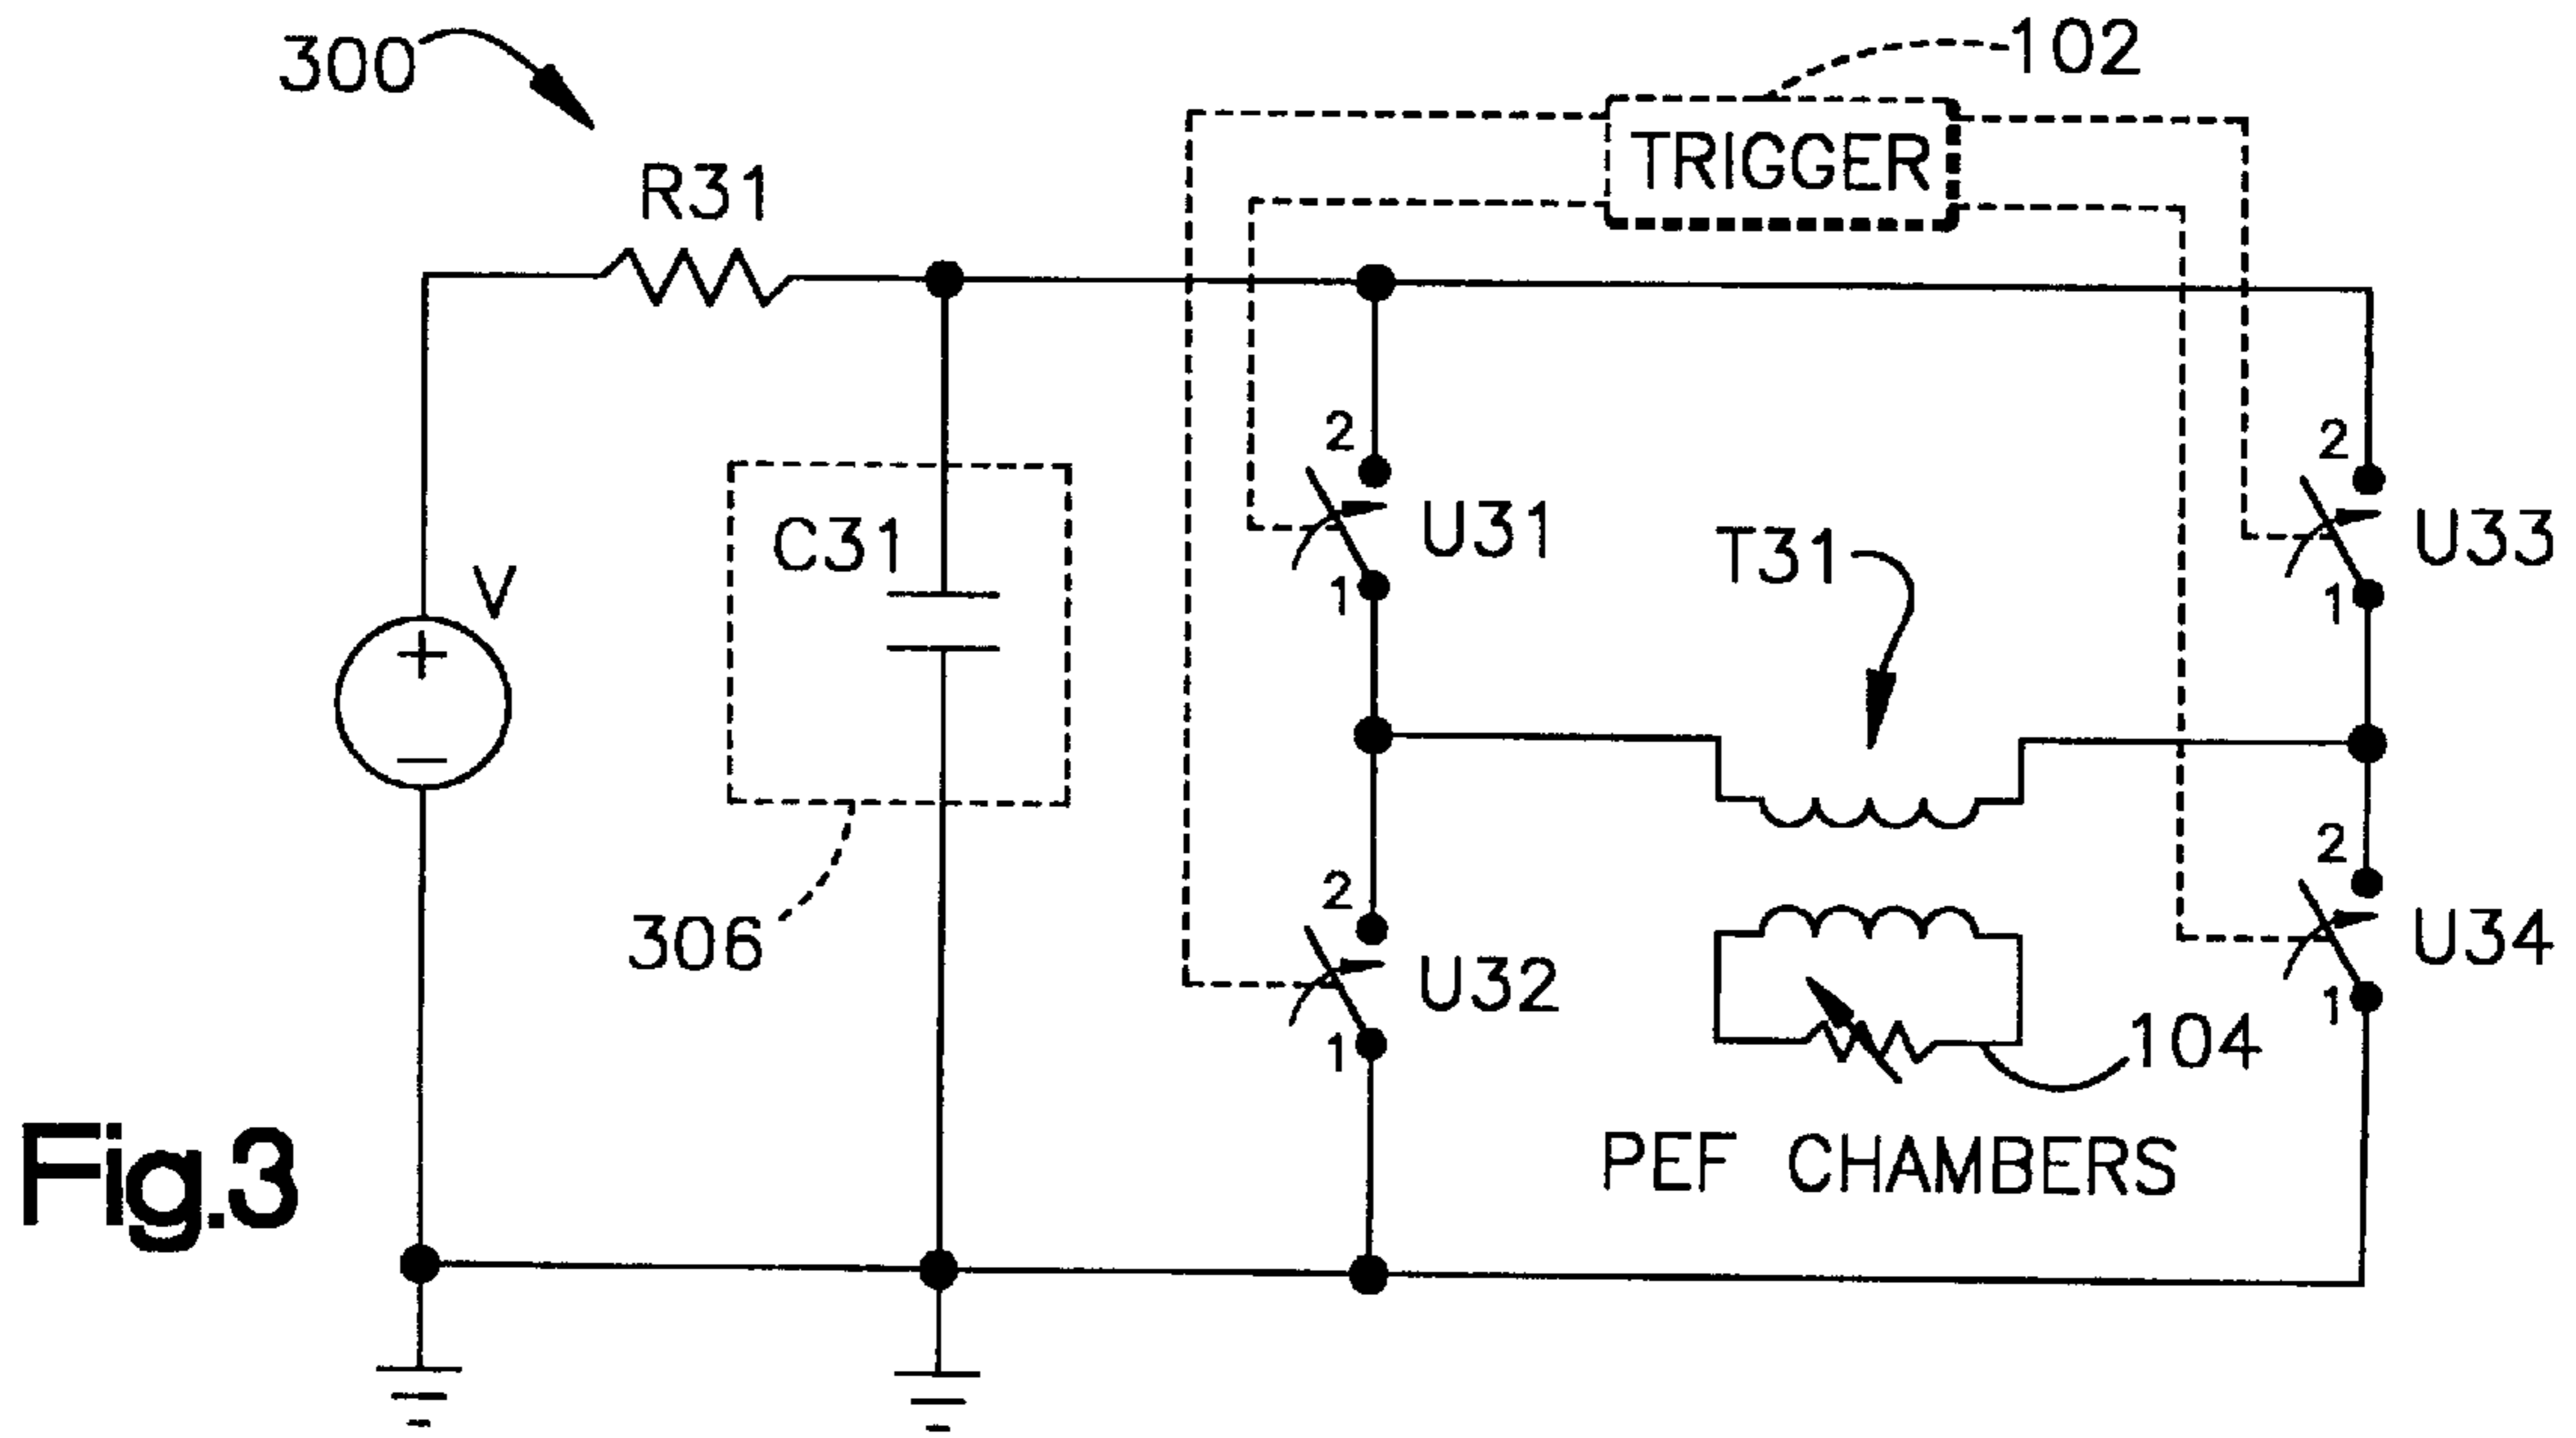 300
102
TRIGGER
R31
2
2
C31
U31
T31
U33
V
1
1
+
−
2
2
306
U32
U34
1
1
104
PEF CHAMBERS
Fig.3